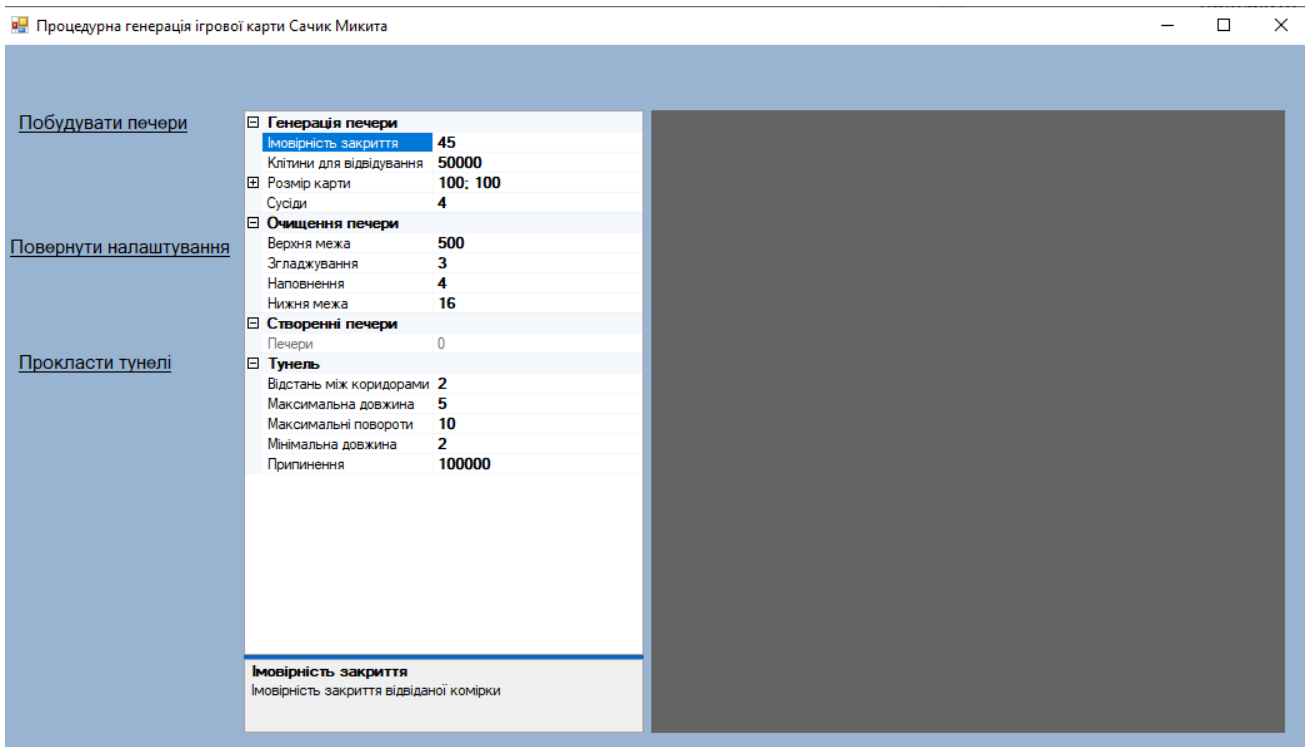 Процедурна генерація ігрової карти Сачик Микита
Побудувати печери
Повернути налаштування
Прокласти тунелі
Генерація печери
Імовірність закриття 45
Клітини для відвідування 50000
Розмір карти 100; 100
Сусіди 4
Очищення печери
Верхня межа 500
Згладжування 3
Наповнення 4
Нижня межа 16
Створенні печери
Печери 0
Тунель
Відстань між коридорами 2
Максимальна довжина 5
Максимальні повороти 10
Мінімальна довжина 2
Припинення 100000
Імовірність закриття
Імовірність закриття відвіданої комірки